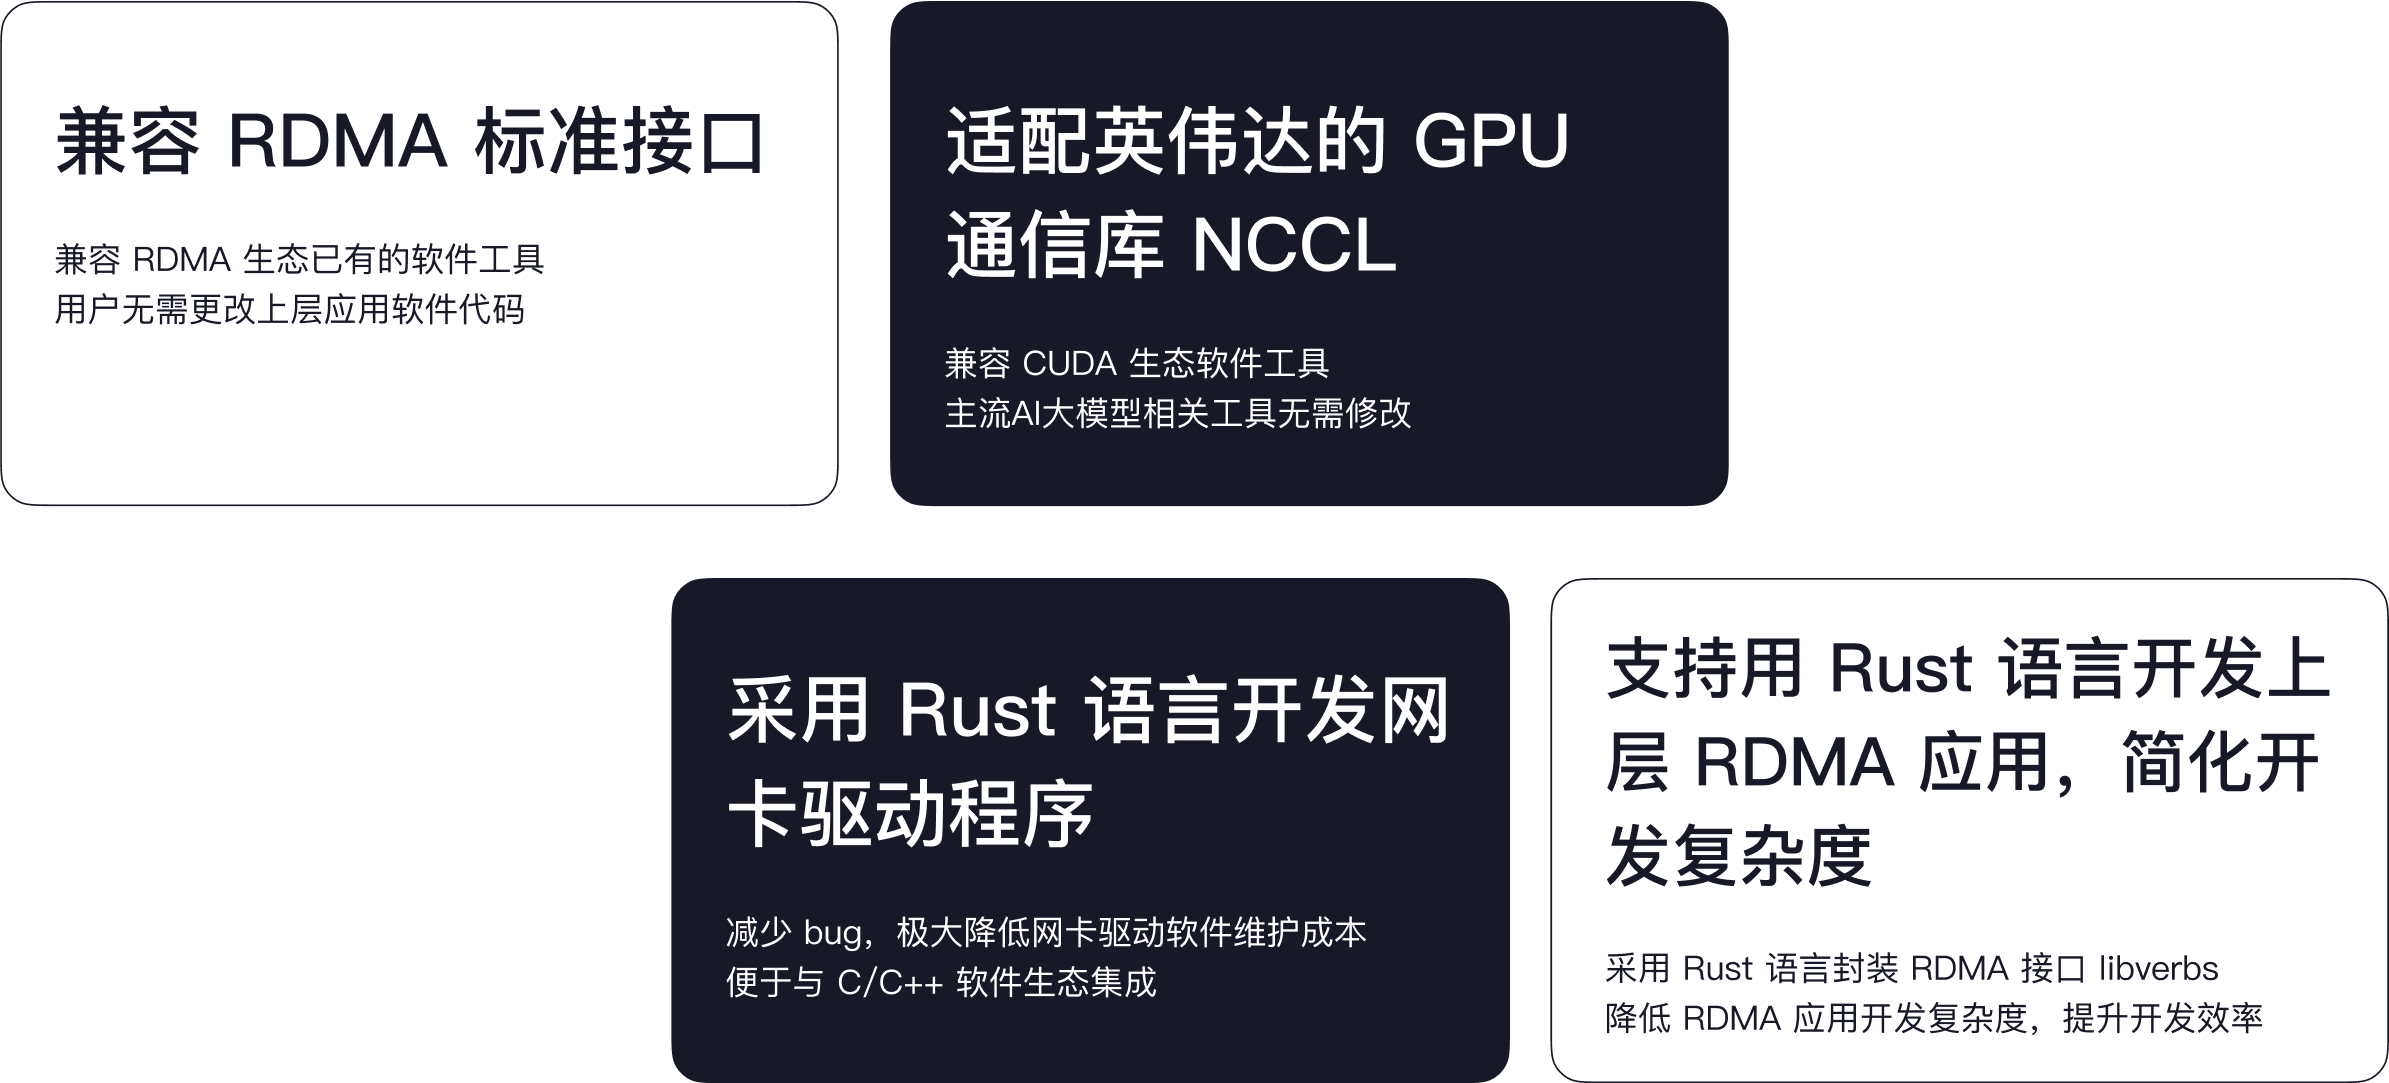 兼容 RDMA 标准接口
兼容 RDMA 生态已有的软件工具
用户无需更改上层应用软件代码
适配英伟达的 GPU
通信库 NCCL
兼容 CUDA 生态软件工具
主流AI大模型相关工具无需修改
采用 Rust 语言开发网
卡驱动程序
减少 bug，极大降低网卡驱动软件维护成本
便于与 C/C++ 软件生态集成
支持用 Rust 语言开发上
层 RDMA 应用，简化开
发复杂度
采用 Rust 语言封装 RDMA 接口 libverbs
降低 RDMA 应用开发复杂度，提升开发效率